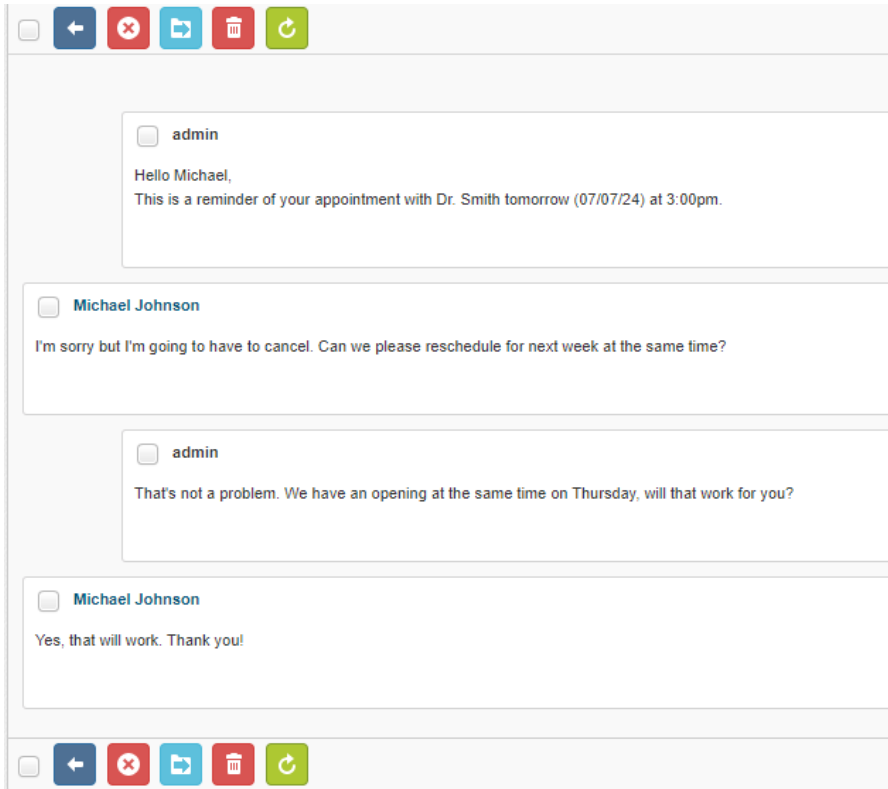 admin
Hello Michael,
This is a reminder of your appointment with Dr. Smith tomorrow (07/07/24) at 3:00pm.
Michael Johnson
I'm sorry but I'm going to have to cancel. Can we please reschedule for next week at the same time?
admin
That's not a problem. We have an opening at the same time on Thursday, will that work for you?
Michael Johnson
Yes, that will work. Thank you!